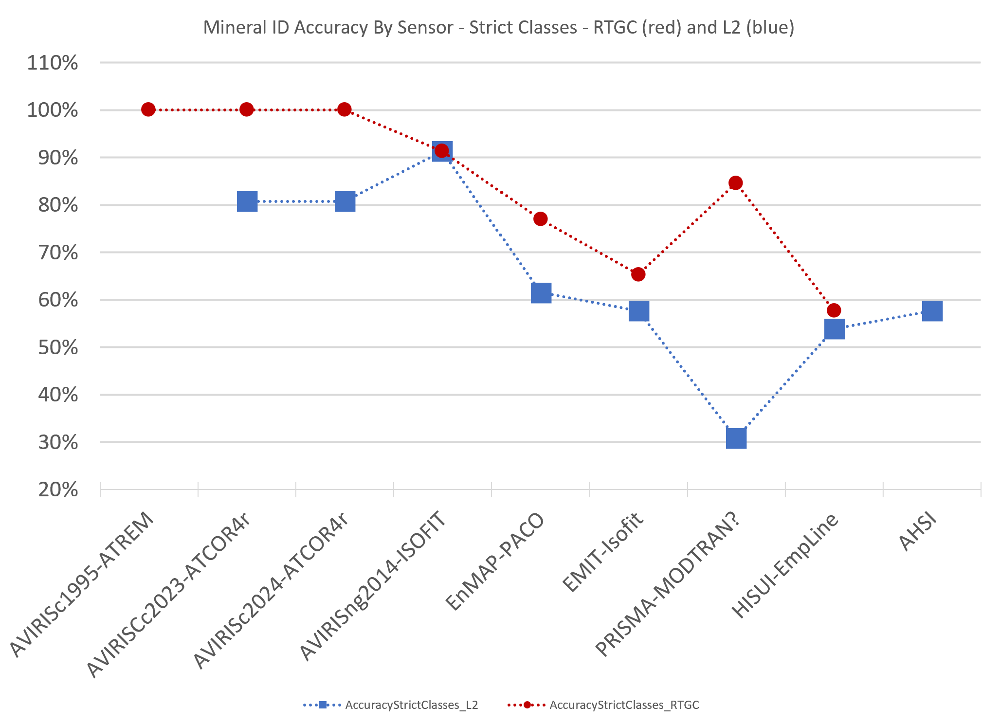 Mineral ID Accuracy By Sensor - Strict Classes - RTGC (red) and L2 (blue)
110%
100%
90%
80%
70%
60%
50%
40%
30%
20%
AVIRISc1995-ATREM
AVIRISCc2023-ATCOR4r
AVIRISc2024-ATCOR4r
AVIRISng2014-ISOFIT
EnMAP-PACO
EMIT-Isofit
PRISMA-MODTRAN?
HISUI-EmpLine
AHSI
AccuracyStrictClasses_L2
AccuracyStrictClasses_RTGC